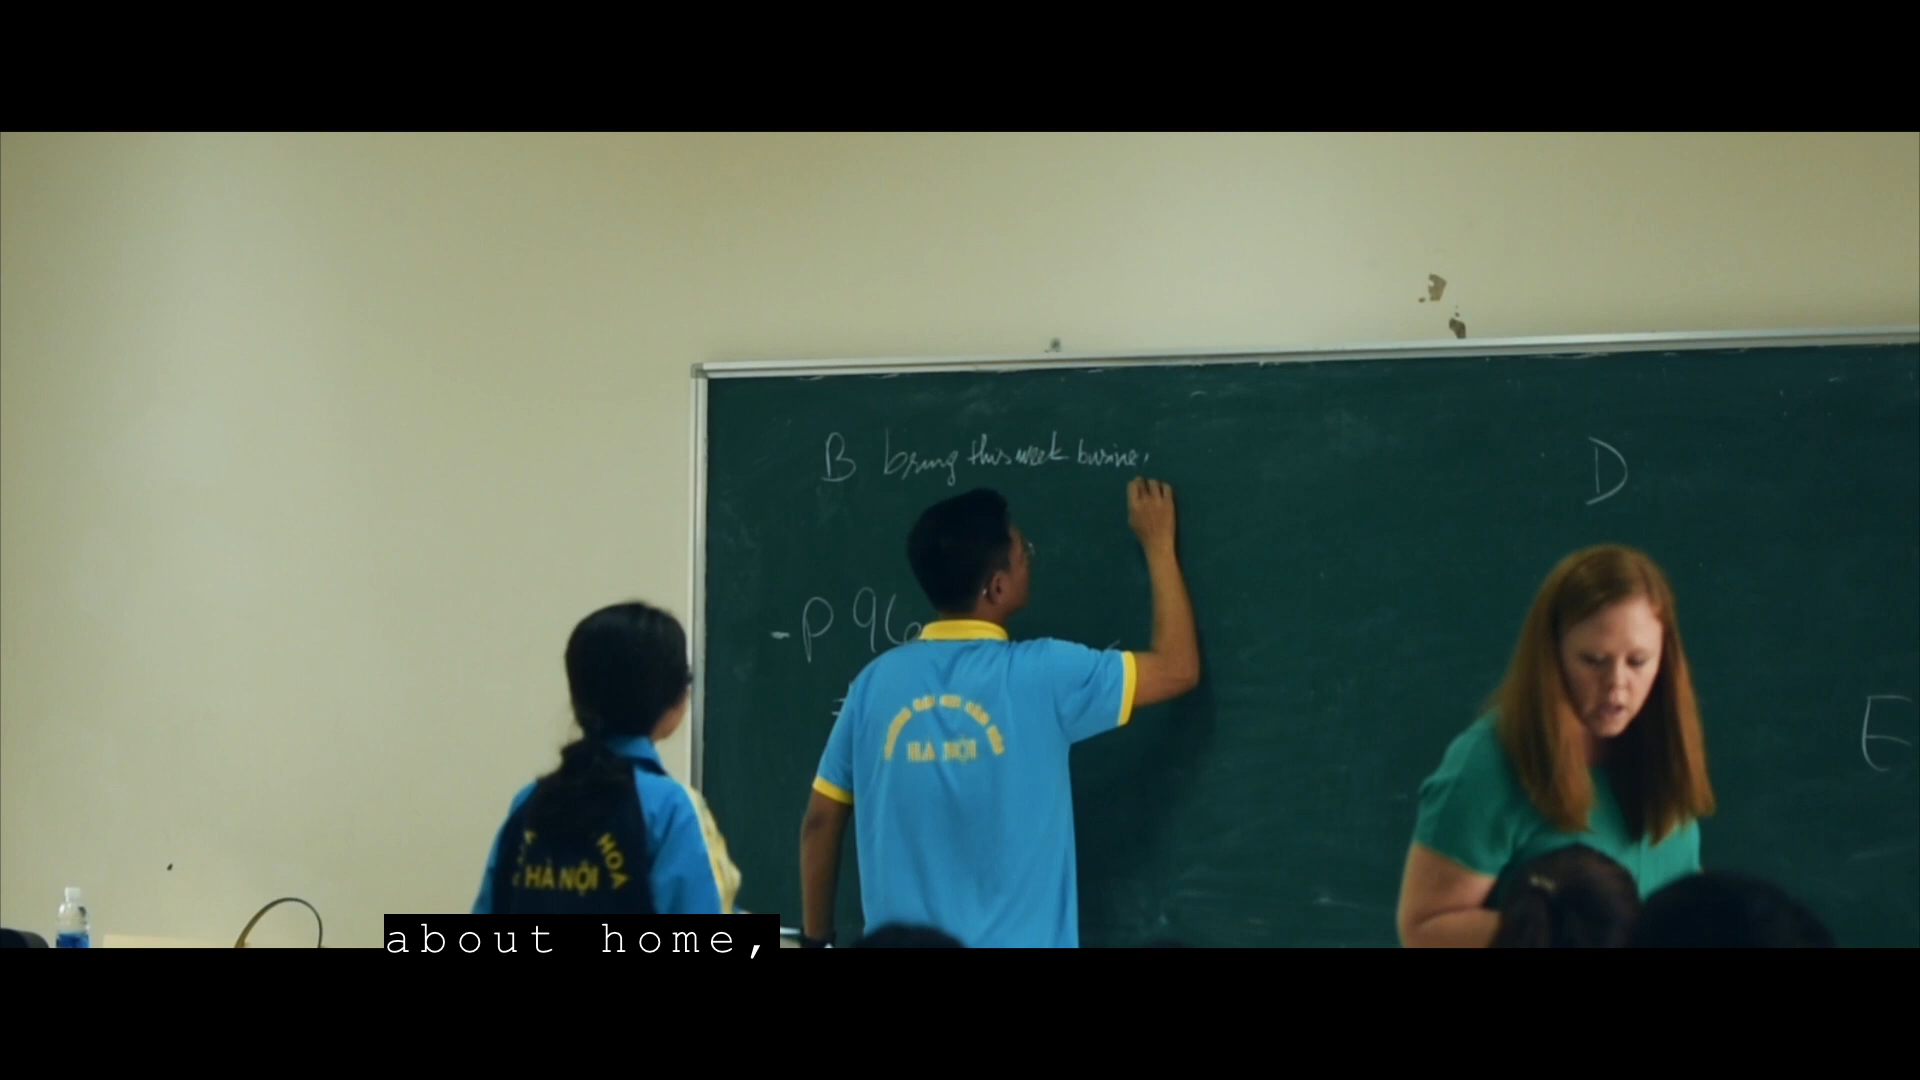 B bring this week busine
D
-P 96
E
HÀ NỘI
HOA
HÀ NỘI
about home,